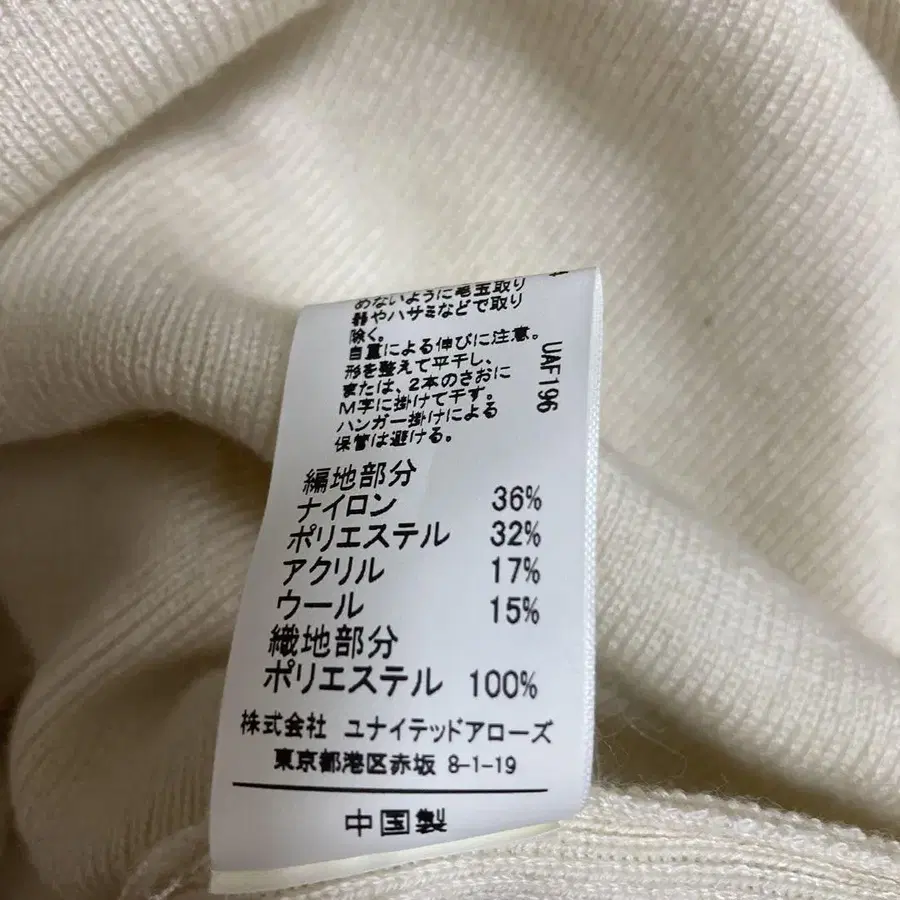 めないように毛玉取り
器やハサミなどで取り
除く。
自重による伸びに注意。
形を整えて平干し、
または、2本のさおに
M字に掛けて干す。
ハンガー掛けによる
保管は避ける。
UAF196
編地部分
ナイロン 36%
ポリエステル 32%
アクリル 17%
ウール 15%
織地部分
ポリエステル 100%
株式会社 ユナイテッドアローズ
東京都港区赤坂 8-1-19
中国製